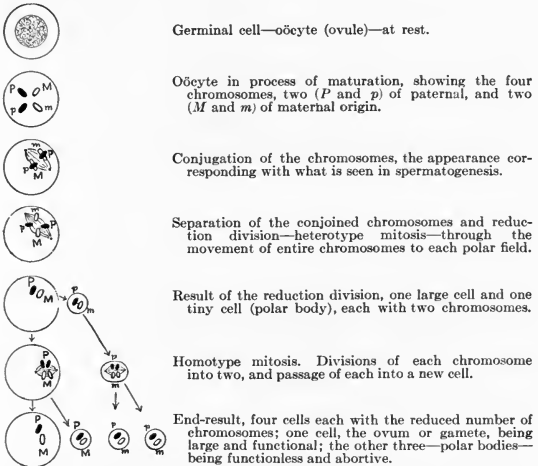 Germinal cell—oöcyte (ovule)—at rest.
P M
p m
Oöcyte in process of maturation, showing the four
chromosomes, two (P and p) of paternal, and two
(M and m) of maternal origin.
m
P
p
M
Conjugation of the chromosomes, the appearance cor-
responding with what is seen in spermatogenesis.
m
p P
M
Separation of the conjoined chromosomes and reduc-
tion division—heterotype mitosis—through the
movement of entire chromosomes to each polar field.
P
M
p
m
Result of the reduction division, one large cell and one
tiny cell (polar body), each with two chromosomes.
P
M
p
m
Homotype mitosis. Divisions of each chromosome
into two, and passage of each into a new cell.
P
M
P
M
p
m
p
m
End-result, four cells each with the reduced number of
chromosomes; one cell, the ovum or gamete, being
large and functional; the other three—polar bodies—
being functionless and abortive.